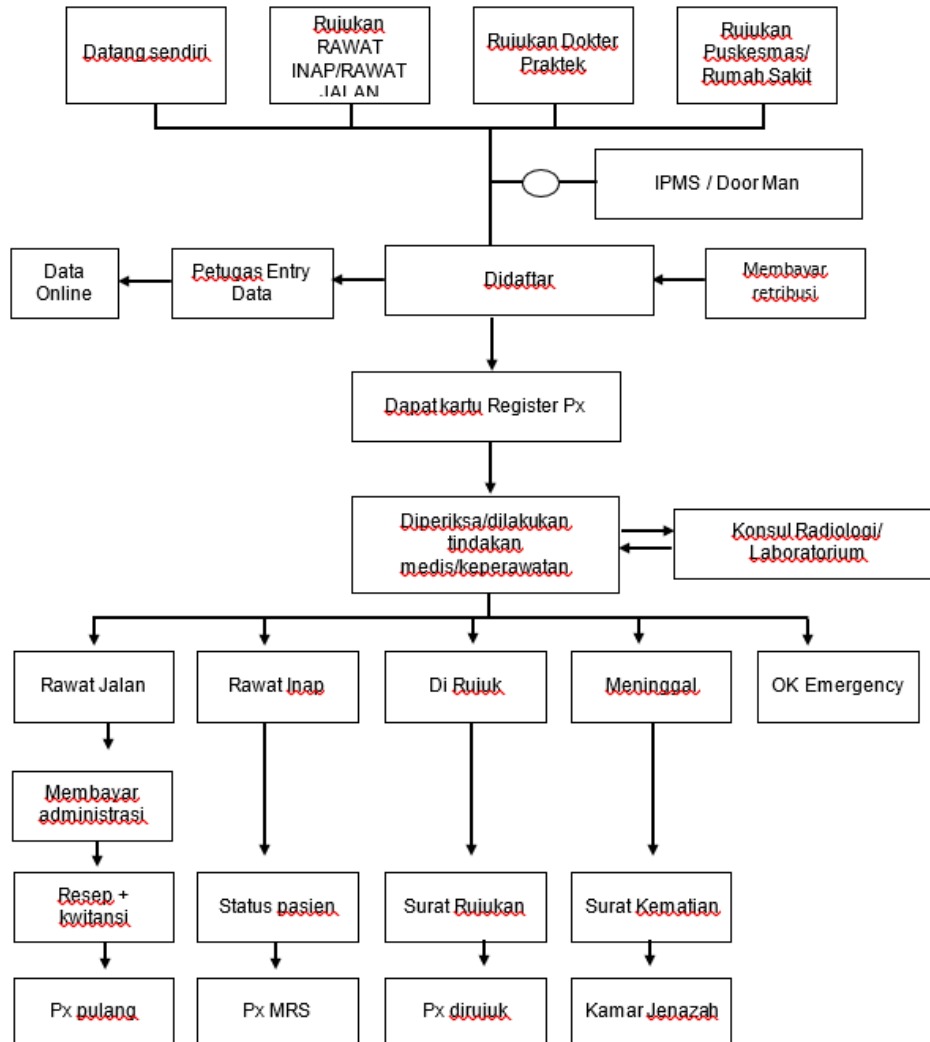 Datang sendiri
Rujukan
RAWAT
INAP/RAWAT
JALAN
Rujukan Dokter
Praktek
Rujukan
Puskesmas/
Rumah Sakit
IPMS / Door Man
Data
Online
Petugas Entry
Data
Didaftar
Membayar
retribusi
Dapat kartu Register Px
Diperiksa/dilakukan
tindakan
medis/keperawatan
Konsul Radiologi/
Laboratorium
Rawat Jalan
Rawat Inap
Di Rujuk
Meninggal
OK Emergency
Membayar
administrasi
Resep +
kwitansi
Status pasien
Surat Rujukan
Surat Kematian
Px pulang
Px MRS
Px dirujuk
Kamar Jenazah